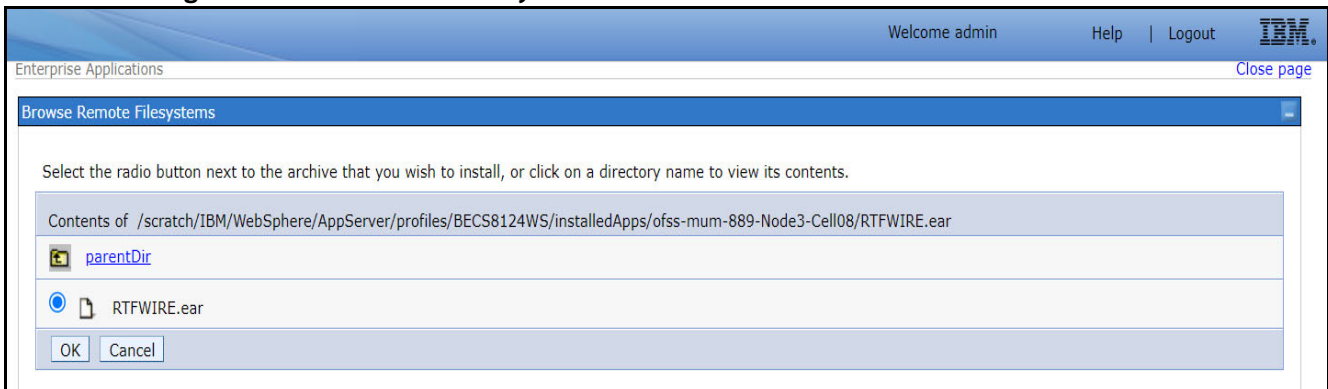 Welcome admin Help | Logout IBM.
Enterprise Applications Close page
Browse Remote Filesystems
Select the radio button next to the archive that you wish to install, or click on a directory name to view its contents.
Contents of /scratch/IBM/WebSphere/AppServer/profiles/BECS8124WS/installedApps/ofss-mum-889-Node3-Cell08/RTFWIRE.ear
parentDir
RTFWIRE.ear
OK Cancel